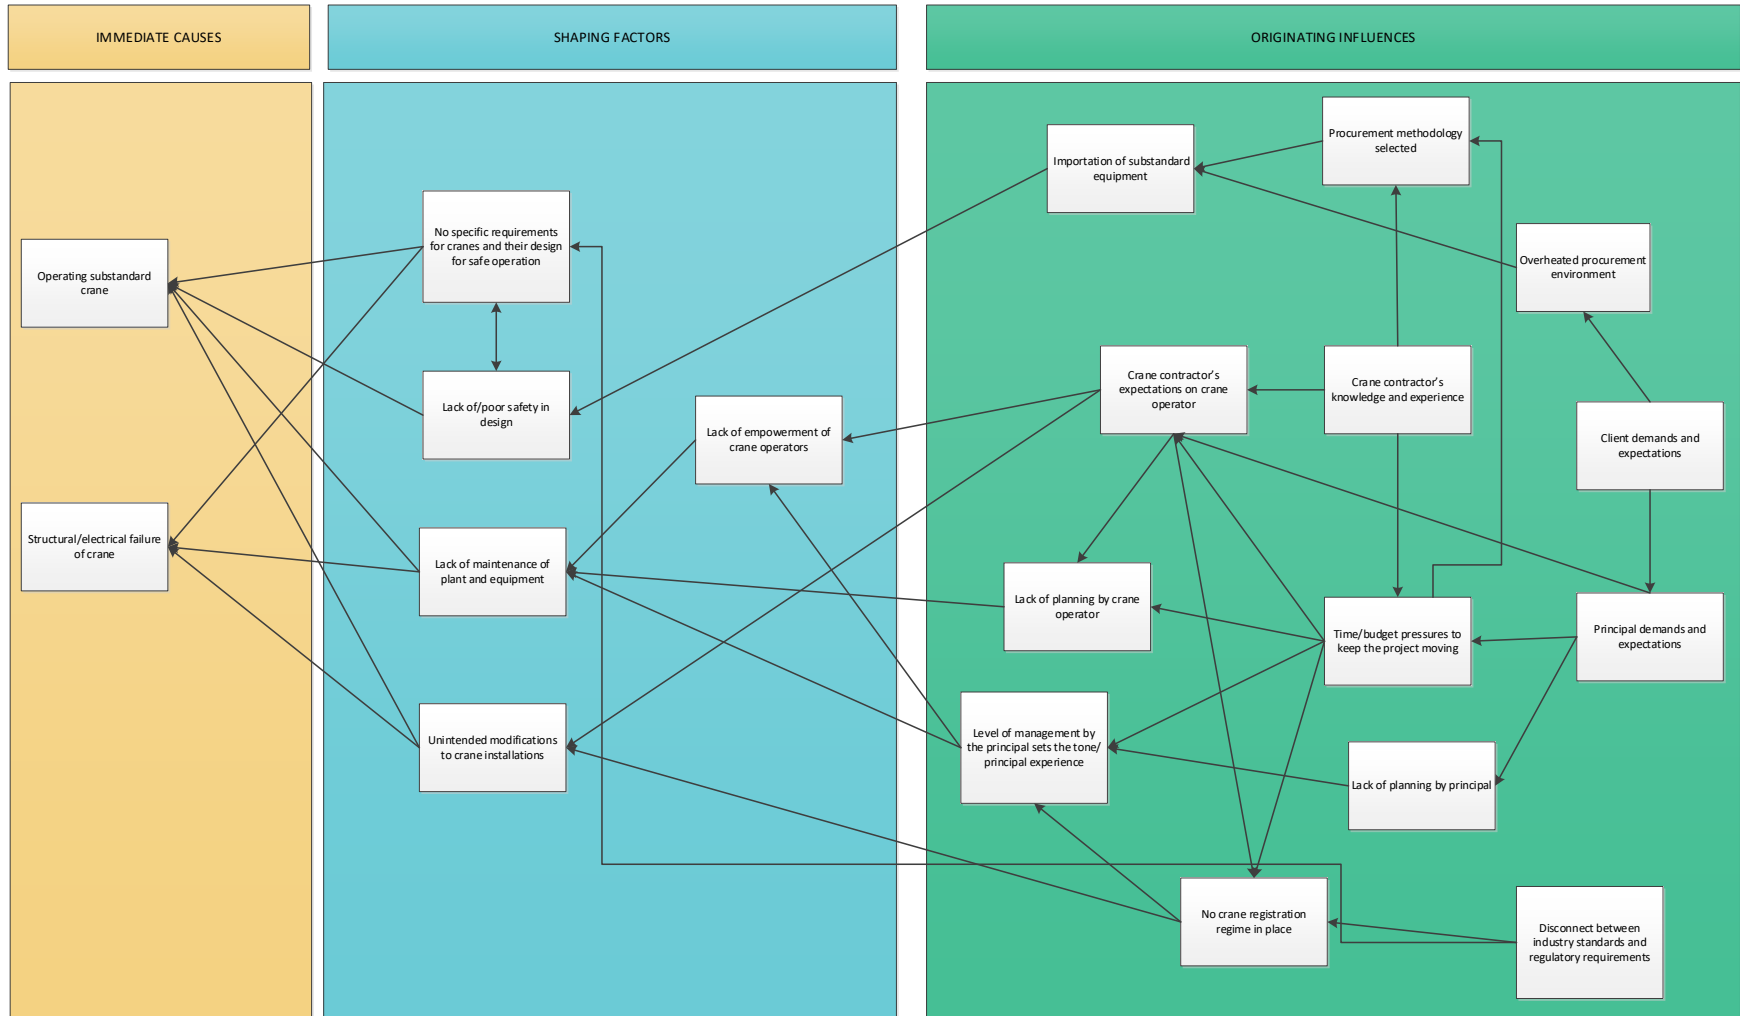 IMMEDIATE CAUSES
SHAPING FACTORS
ORIGINATING INFLUENCES
Operating substandard
crane
Structural/electrical failure
of crane
No specific requirements
for cranes and their design
for safe operation
Lack of/poor safety in
design
Lack of maintenance of
plant and equipment
Unintended modifications
to crane installations
Lack of empowerment of
crane operators
Importation of substandard
equipment
Procurement methodology
selected
Overheated procurement
environment
Crane contractor’s
expectations on crane
operator
Crane contractor’s
knowledge and experience
Client demands and
expectations
Lack of planning by crane
operator
Time/budget pressures to
keep the project moving
Principal demands and
expectations
Level of management by
the principal sets the tone/
principal experience
Lack of planning by principal
No crane registration
regime in place
Disconnect between
industry standards and
regulatory requirements